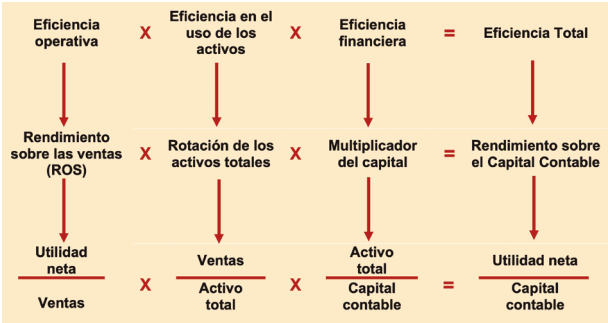 Eficiencia operativa X Eficiencia en el uso de los activos X Eficiencia financiera = Eficiencia Total
Rendimiento sobre las ventas (ROS) X Rotación de los activos totales X Multiplicador del capital = Rendimiento sobre el Capital Contable
Utilidad neta X Ventas X Activo total = Utilidad neta
Ventas Activo total Capital contable Capital contable